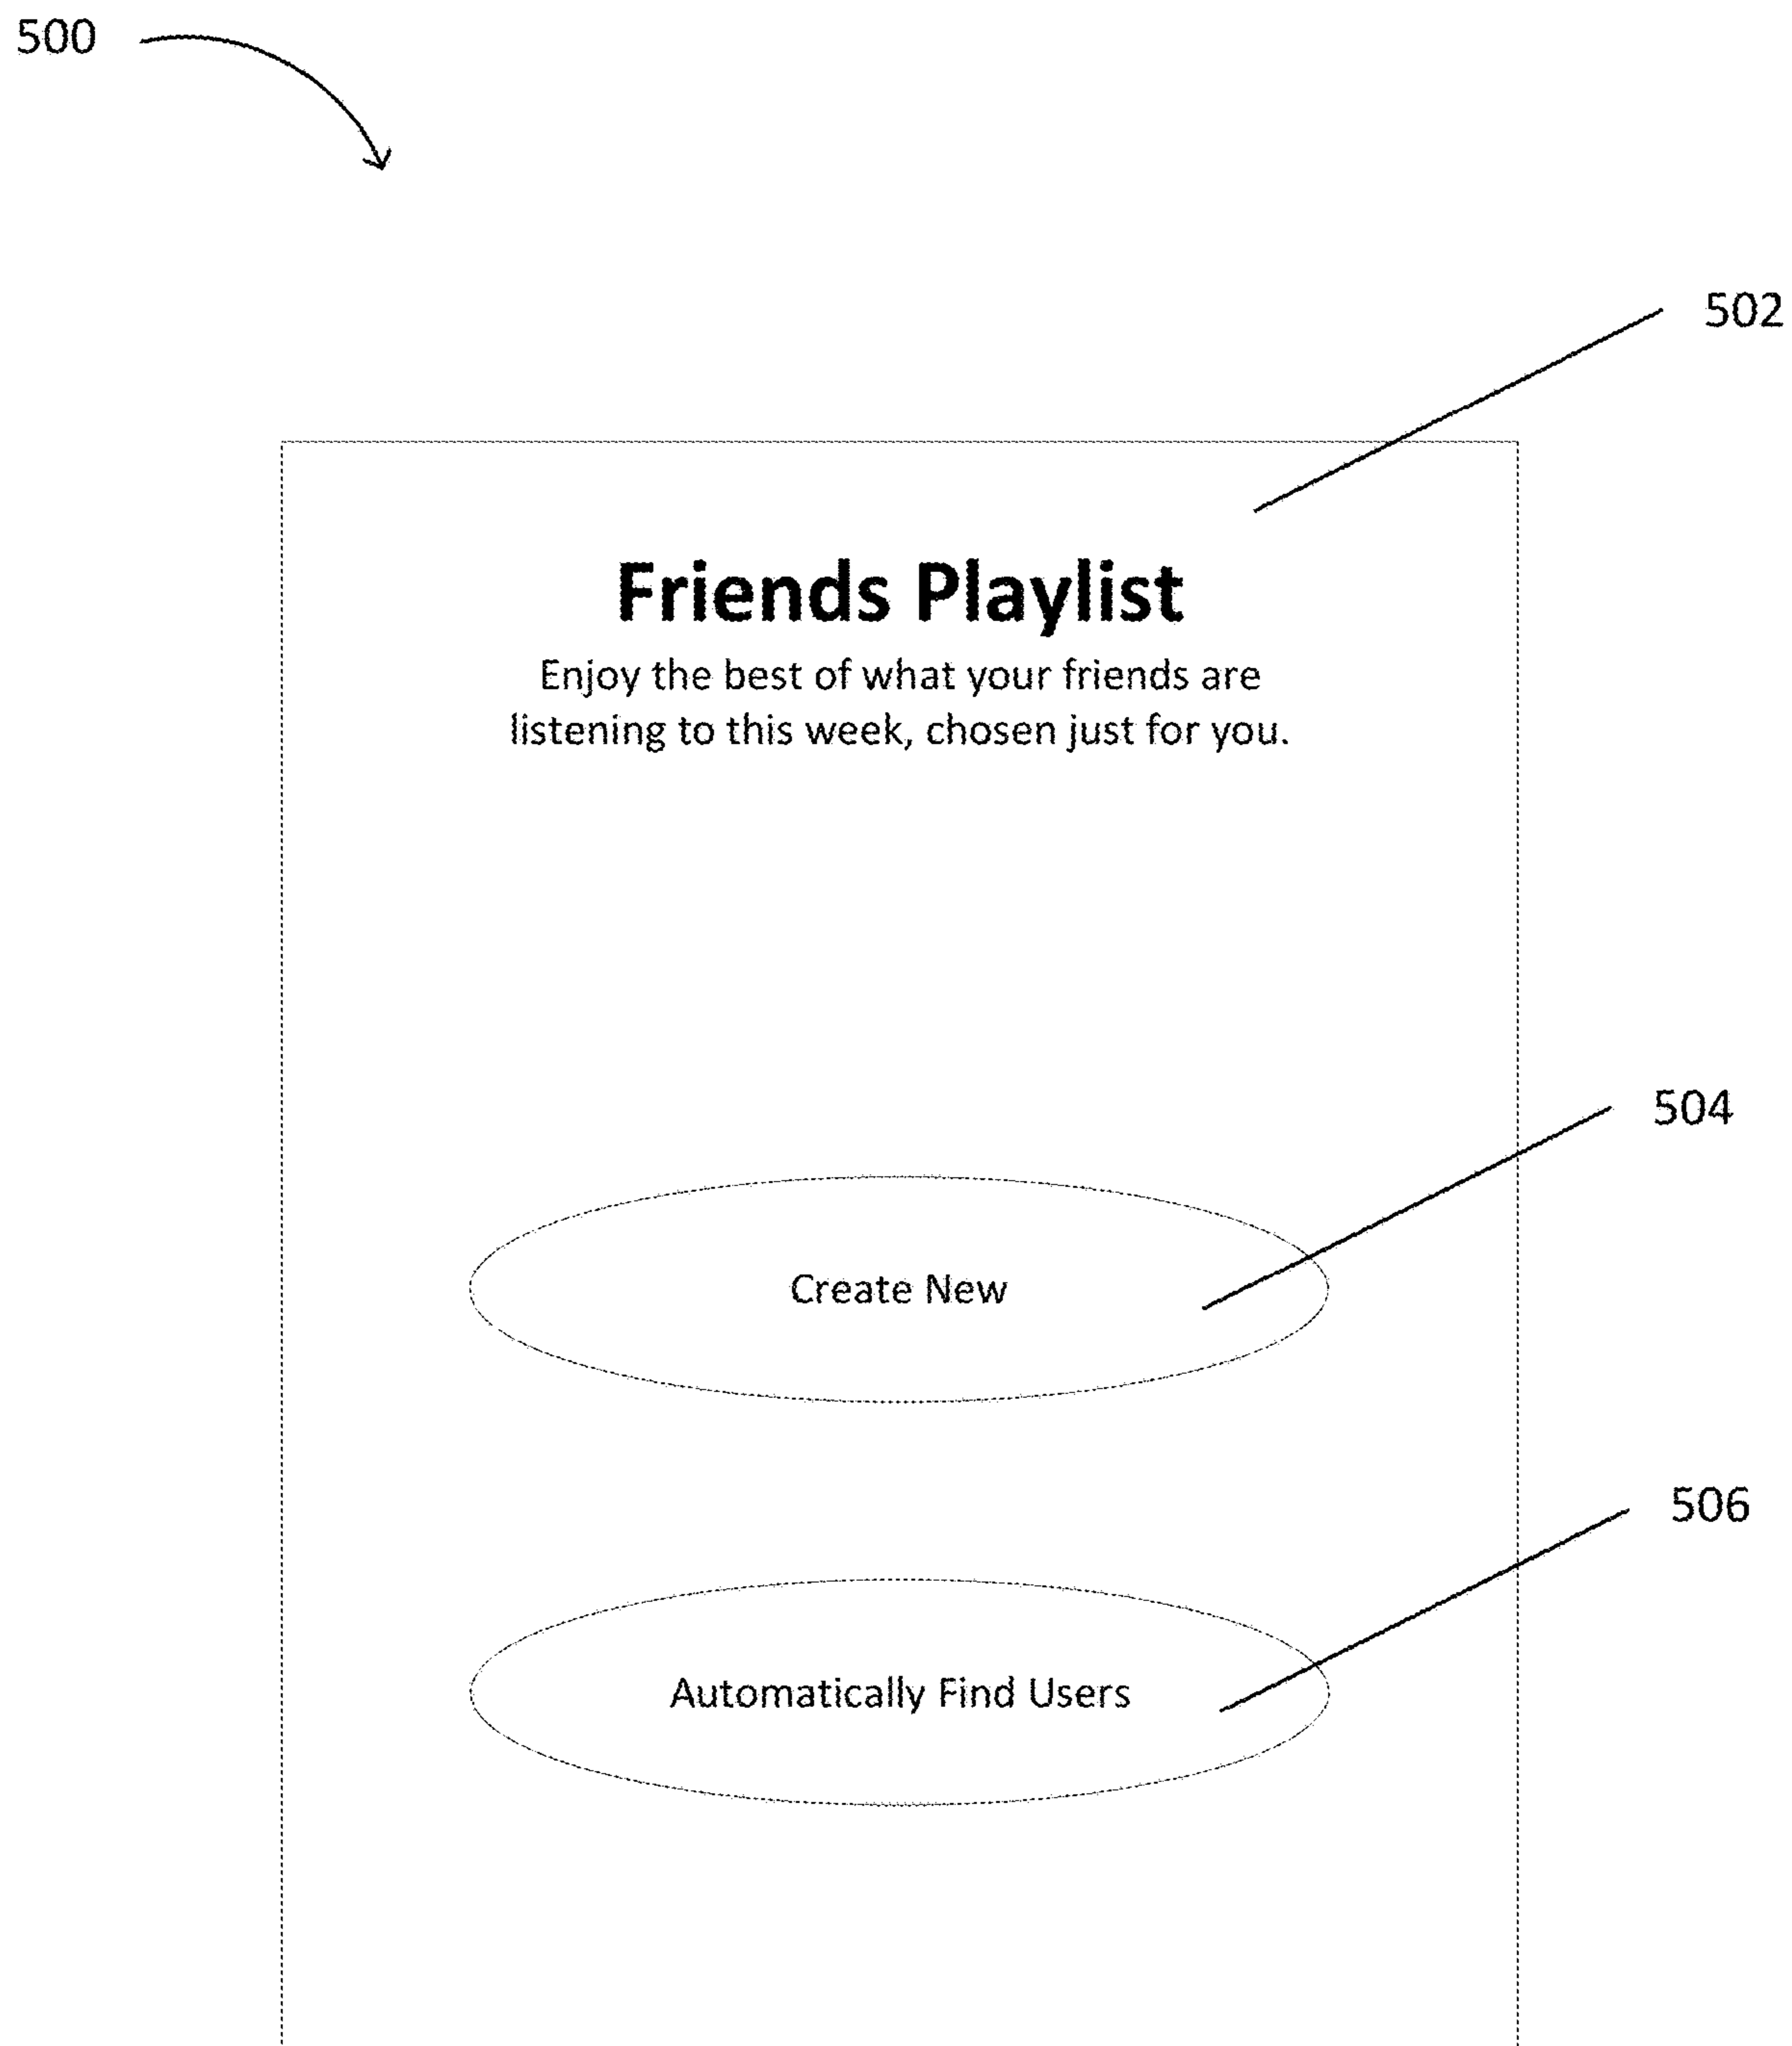 500
502
Friends Playlist
Enjoy the best of what your friends are
listening to this week, chosen just for you.
504
Create New
506
Automatically Find Users